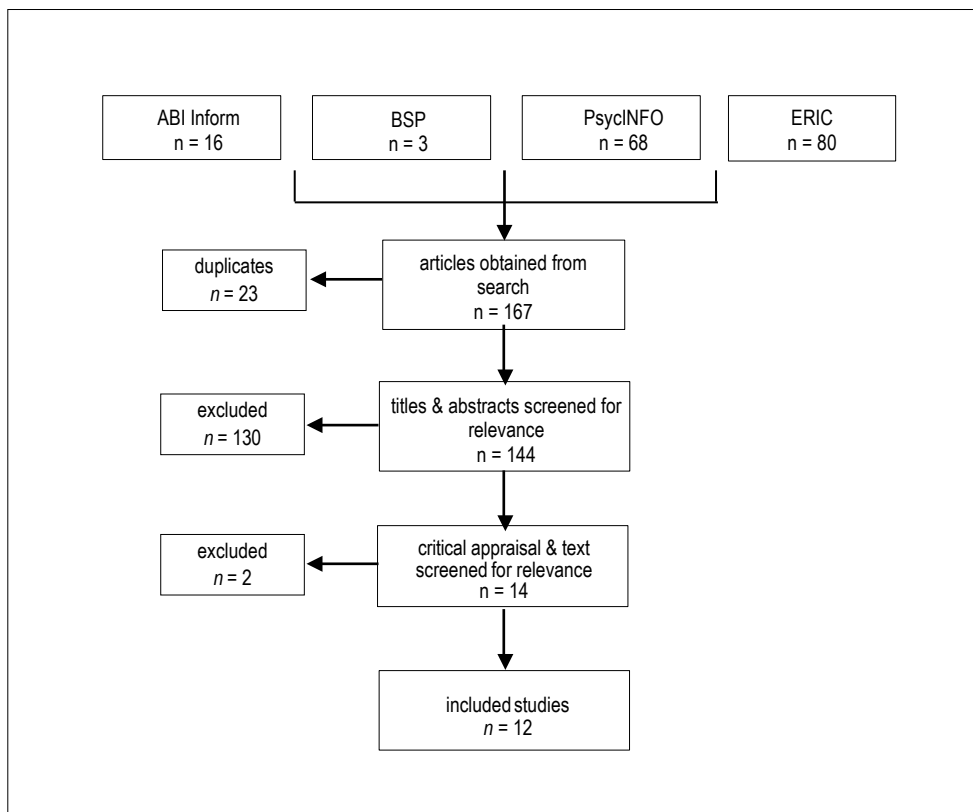 ABI Inform
n = 16
BSP
n = 3
PsycINFO
n = 68
ERIC
n = 80
articles obtained from
search
n = 167
duplicates
n = 23
titles & abstracts screened for
relevance
n = 144
excluded
n = 130
critical appraisal & text
screened for relevance
n = 14
excluded
n = 2
included studies
n = 12